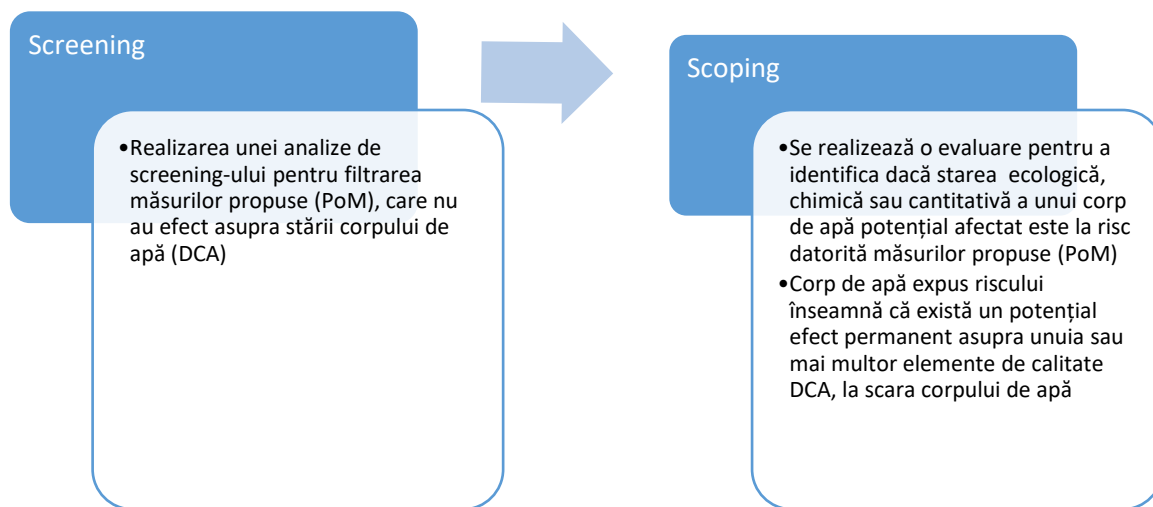 Screening
•Realizarea unei analize de
screening-ului pentru filtrarea
măsurilor propuse (PoM), care nu
au efect asupra stării corpului de
apă (DCA)
Scoping
•Se realizează o evaluare pentru a
identifica dacă starea ecologică,
chimică sau cantitativă a unui corp
de apă potențial afectat este la risc
datorită măsurilor propuse (PoM)
•Corp de apă expus riscului
înseamnă că există un potențial
efect permanent asupra unuia sau
mai multor elemente de calitate
DCA, la scara corpului de apă